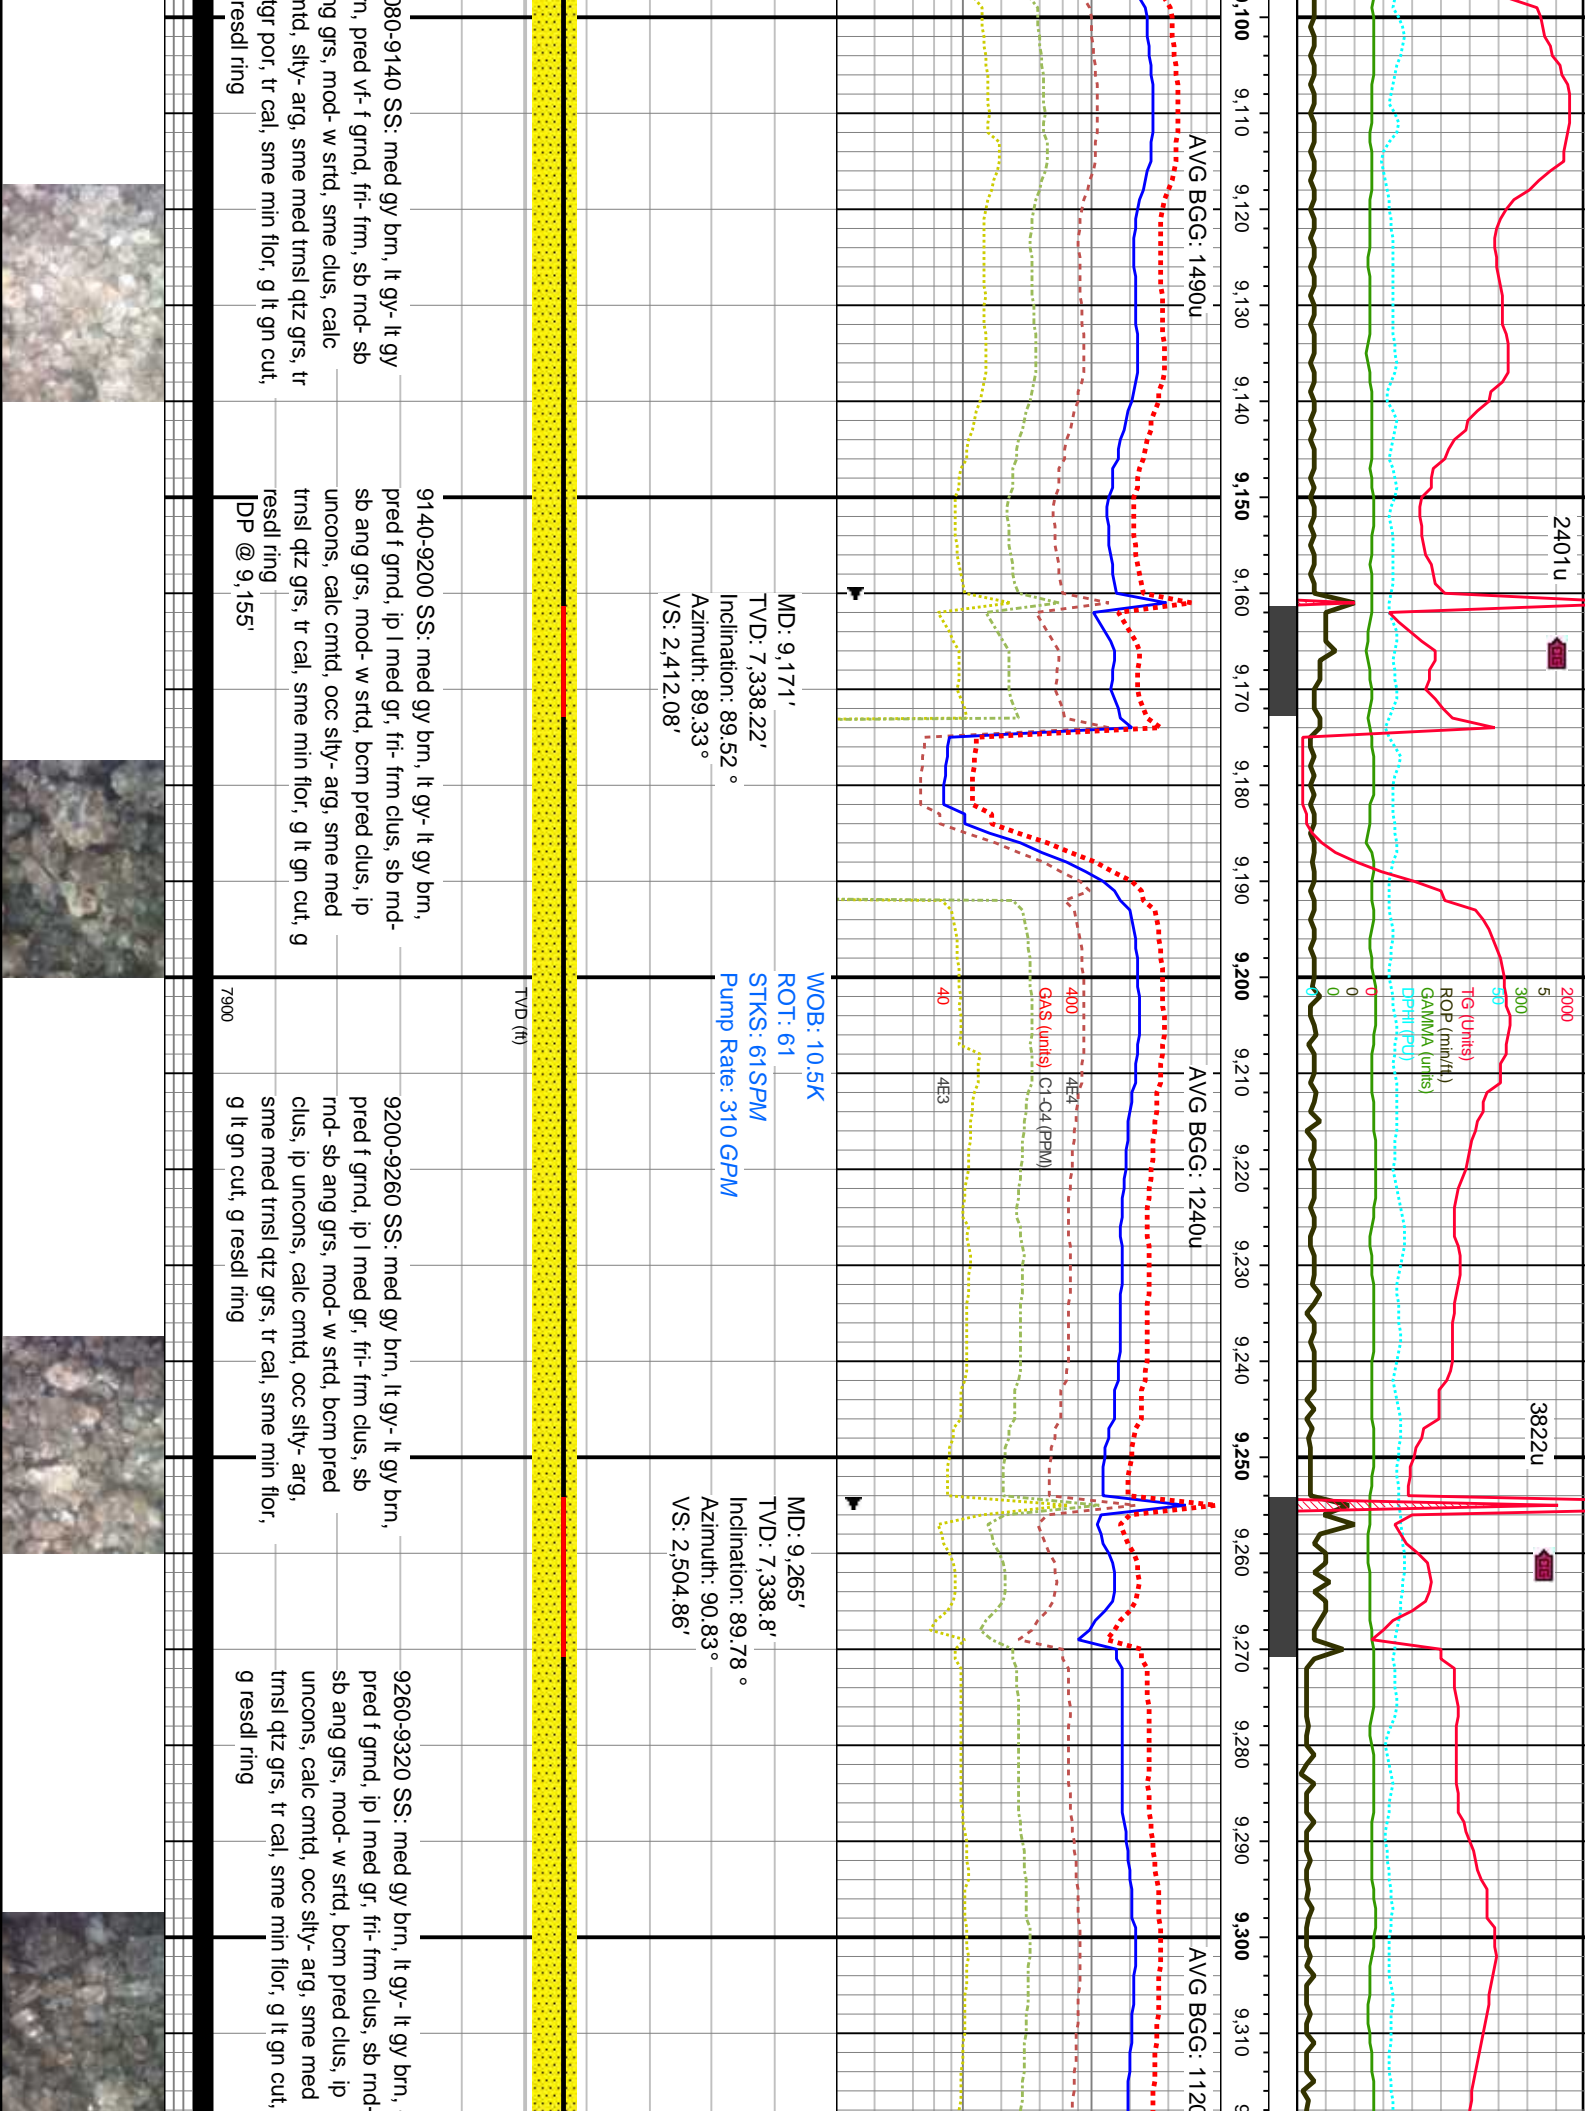 2401u
3822u
2000
5
300
50
0
0
0
0
TG (Units)
ROP (min/ft.)
GAMMA (units)
DPHI (PU)
9,110
9,120
9,130
9,140
9,150
9,160
9,170
9,180
9,190
9,200
9,210
9,220
9,230
9,240
9,250
9,260
9,270
9,280
9,290
9,300
9,310
AVG BGG: 1490u
AVG BGG: 1240u
AVG BGG: 1120
400
4E4
GAS (units)
C1-C4 (PPM)
40
4E3
MD: 9,171'
TVD: 7,338.22'
Inclination: 89.52 °
Azimuth: 89.33°
VS: 2,412.08'
WOB: 10.5K
ROT: 61
STKS: 61SPM
Pump Rate: 310 GPM
MD: 9,265'
TVD: 7,338.8'
Inclination: 89.78 °
Azimuth: 90.83°
VS: 2,504.86'
TVD (ft)
7900
080-9140 SS: med gy brn, lt gy- lt gy
n, pred vf- f grnd, fri- frm, sb rnd- sb
ng grs, mod- w srtd, sme clus, calc
mtd, slty- arg, sme med trnsl qtz grs, tr
tgr por, tr cal, sme min flor, g lt gn cut,
resdl ring
9140-9200 SS: med gy brn, lt gy- lt gy brn,
pred f grnd, ip l med gr, fri- frm clus, sb rnd-
sb ang grs, mod- w srtd, bcm pred clus, ip
uncons, calc cmtd, occ slty- arg, sme med
trnsl qtz grs, tr cal, sme min flor, g lt gn cut, g
resdl ring
DP @ 9,155'
9200-9260 SS: med gy brn, lt gy- lt gy brn,
pred f grnd, ip l med gr, fri- frm clus, sb
rnd- sb ang grs, mod- w srtd, bcm pred
clus, ip uncons, calc cmtd, occ slty- arg,
sme med trnsl qtz grs, tr cal, sme min flor,
g lt gn cut, g resdl ring
9260-9320 SS: med gy brn, lt gy- lt gy brn,
pred f grnd, ip l med gr, fri- frm clus, sb rnd-
sb ang grs, mod- w srtd, bcm pred clus, ip
uncons, calc cmtd, occ slty- arg, sme med
trnsl qtz grs, tr cal, sme min flor, g lt gn cut,
g resdl ring